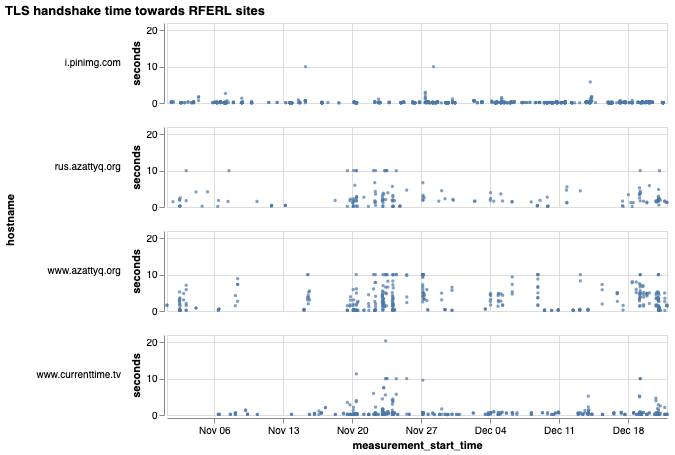 TLS handshake time towards RFERL sites
hostname
i.pinimg.com
seconds
20
10
0
rus.azattyq.org
seconds
20
10
0
www.azattyq.org
seconds
20
10
0
www.currenttime.tv
seconds
20
10
0
Nov 06 Nov 13 Nov 20 Nov 27 Dec 04 Dec 11 Dec 18
measurement_start_time